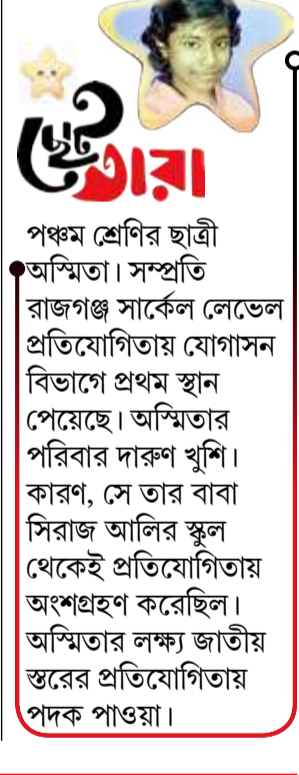 ছোট
তারা
পঞ্চম শ্রেণির ছাত্রী
অস্মিতা। সম্প্রতি
রাজগঞ্জ সার্কেল লেভেল
প্রতিযোগিতায় যোগাসন
বিভাগে প্রথম স্থান
পেয়েছে। অস্মিতার
পরিবার দারুণ খুশি।
কারণ, সে তার বাবা
সিরাজ আলির স্কুল
থেকেই প্রতিযোগিতায়
অংশগ্রহণ করেছিল।
অস্মিতার লক্ষ্য জাতীয়
স্তরের প্রতিযোগিতায়
পদক পাওয়া।